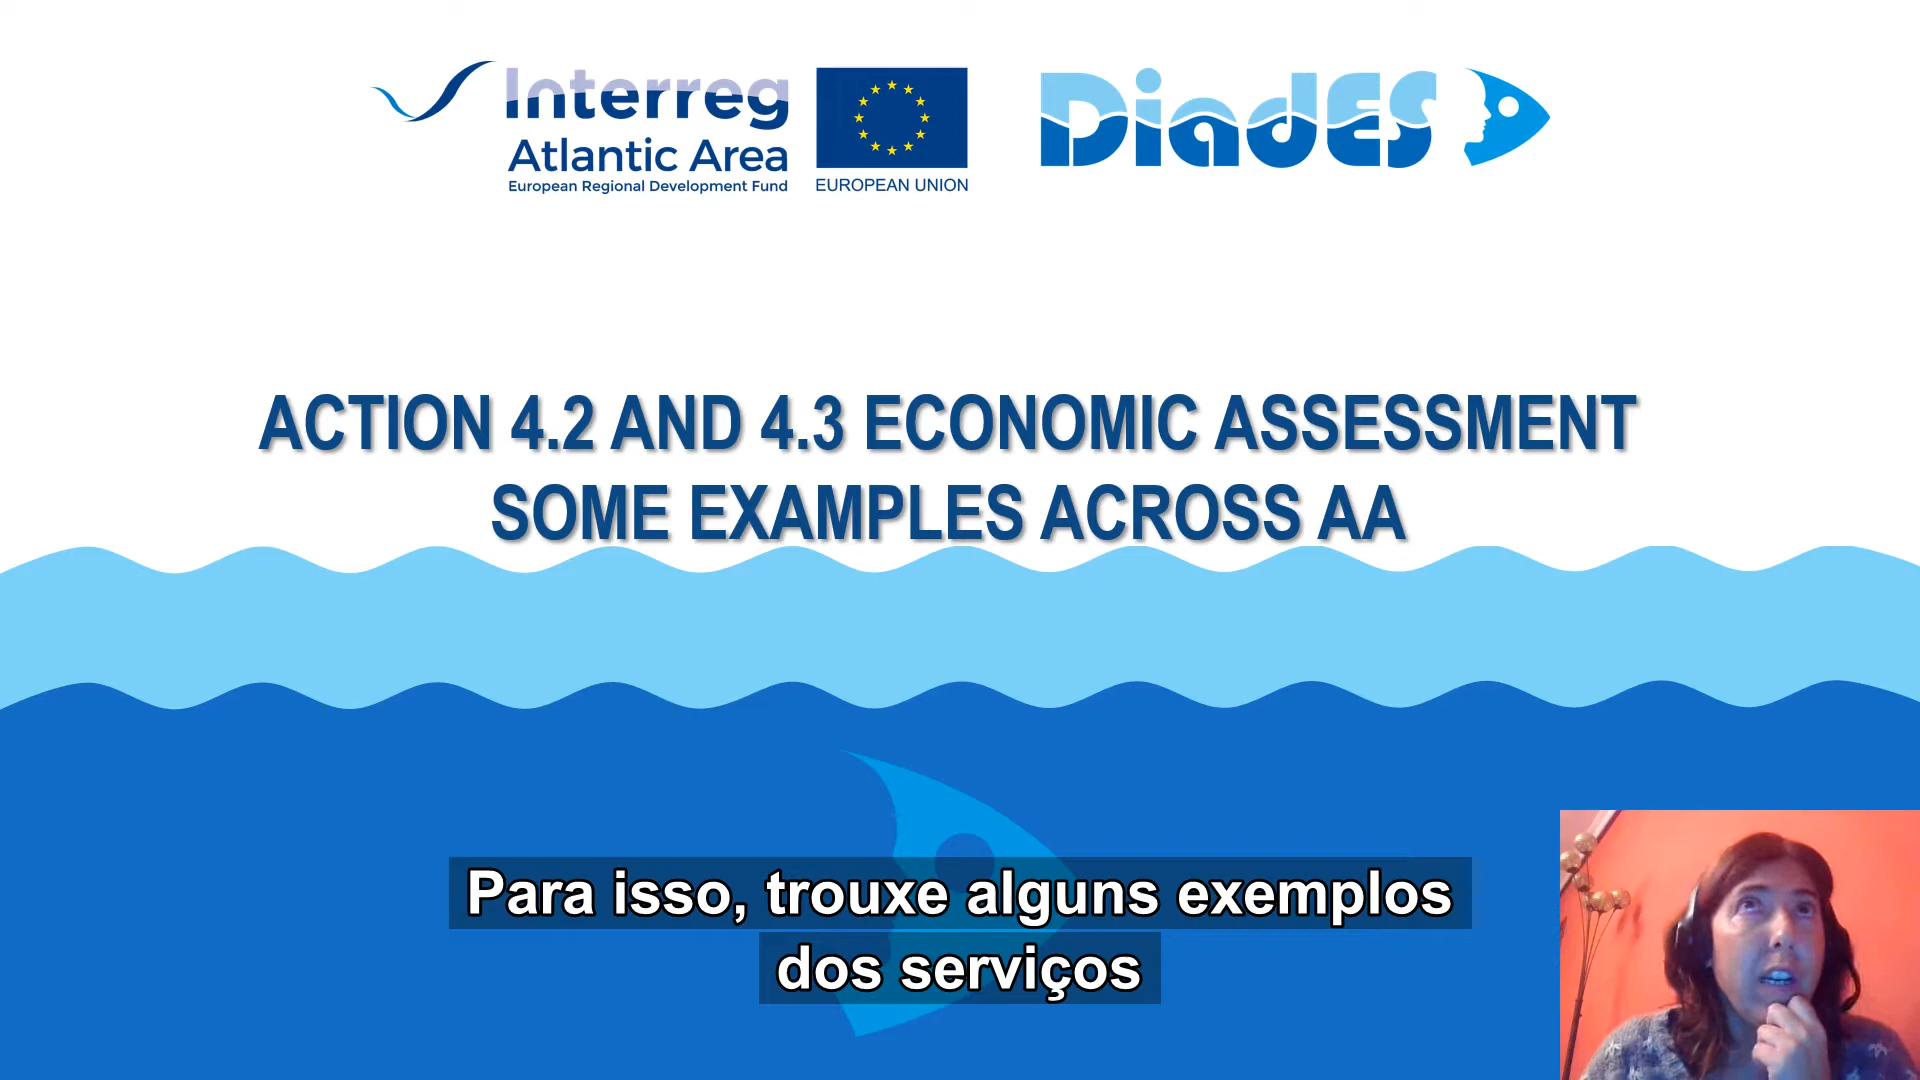 Interreg
Atlantic Area
European Regional Development Fund
EUROPEAN UNION
DiadES
ACTION 4.2 AND 4.3 ECONOMIC ASSESSMENT
SOME EXAMPLES ACROSS AA
Para isso, trouxe alguns exemplos
dos serviços